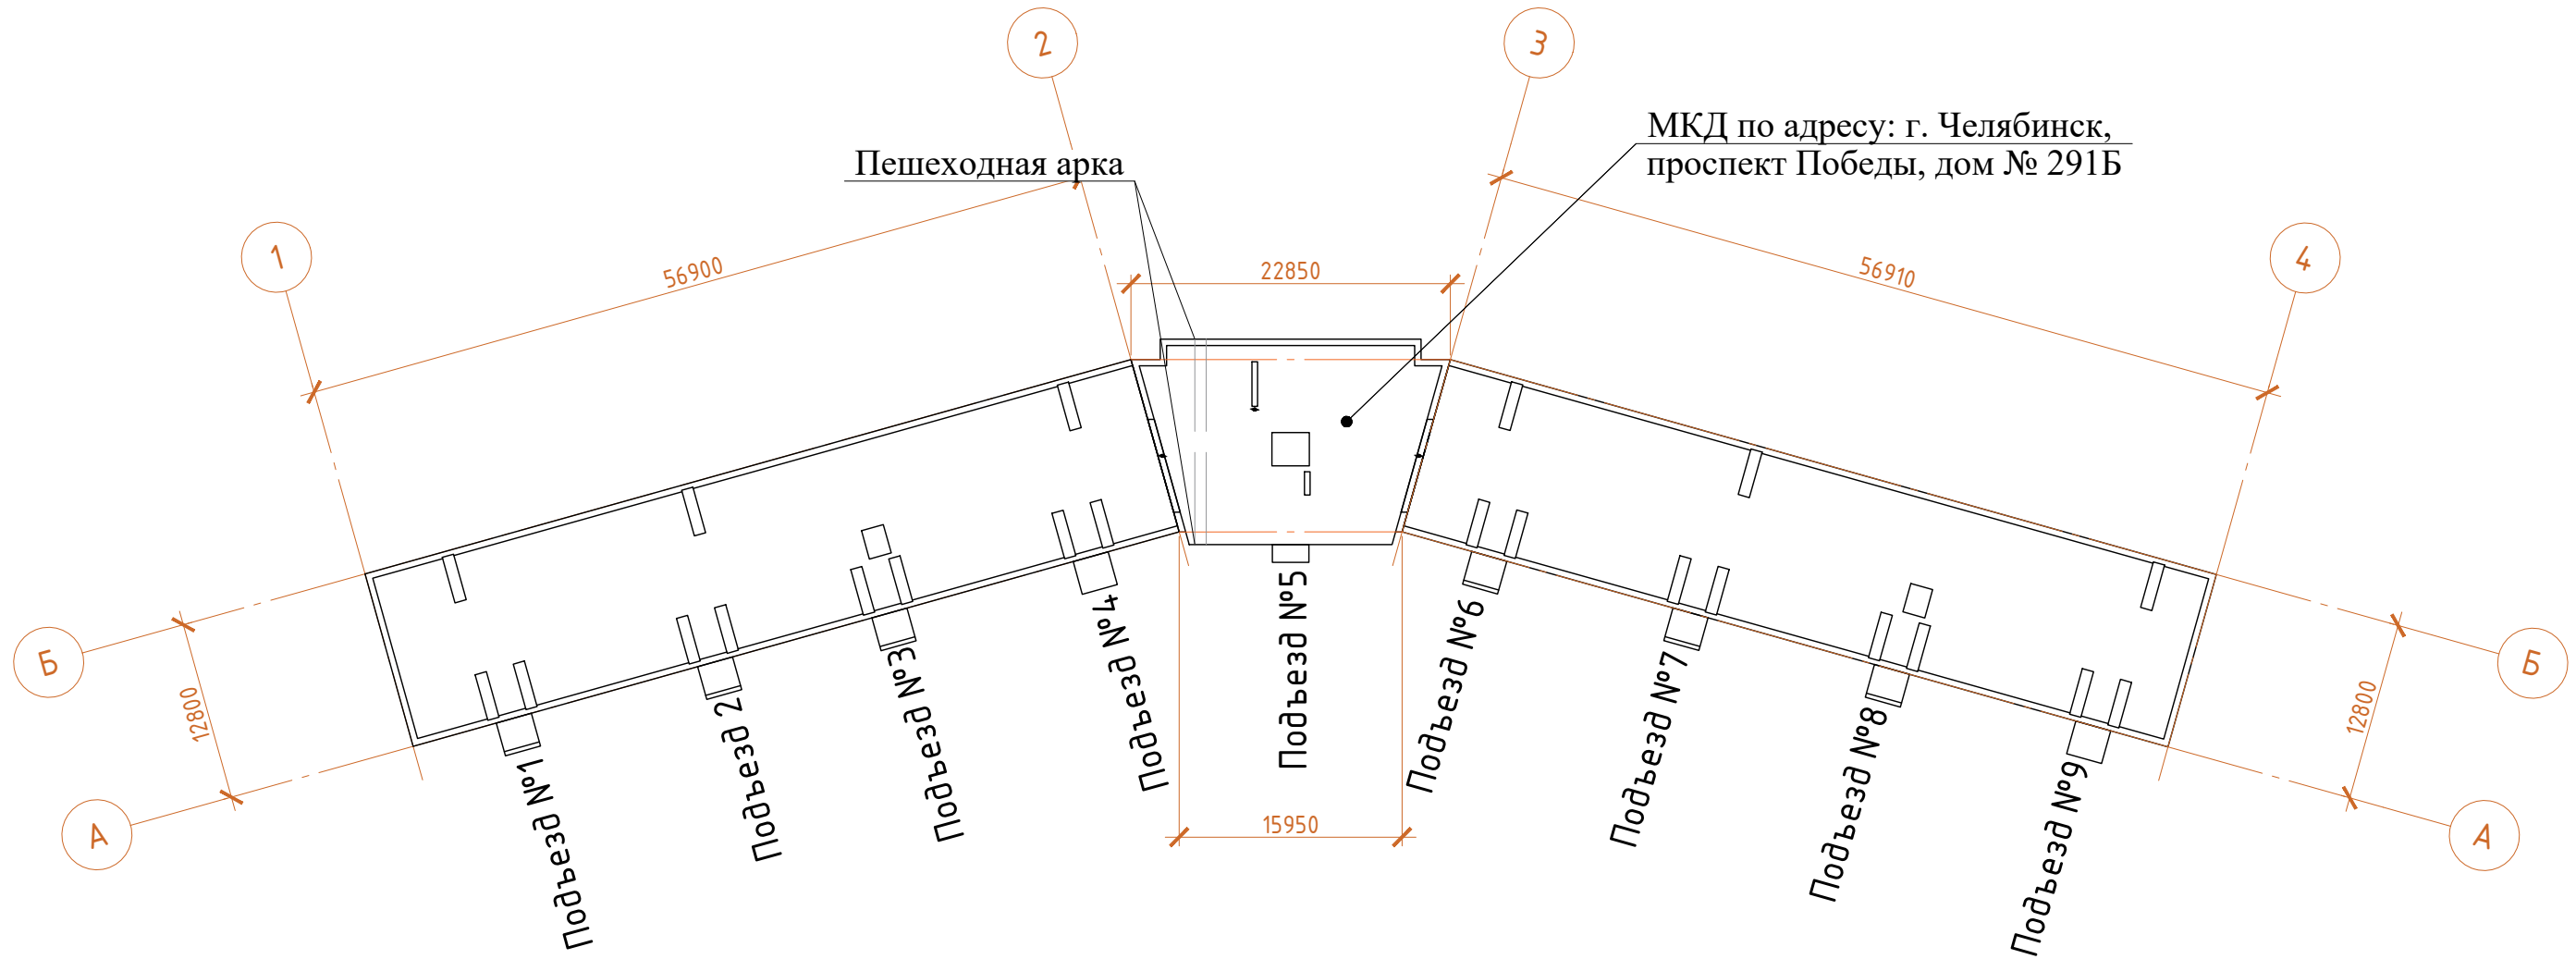 2
3
МКД по адресу: г. Челябинск,
проспект Победы, дом № 291Б
Пешеходная арка
1
4
56900
22850
56910
Б
Б
12800
12800
А
А
15950
Подъезд №1
Подъезд 2
Подъезд №3
Подъезд №4
Подъезд №5
Подъезд №6
Подъезд №7
Подъезд №8
Подъезд №9